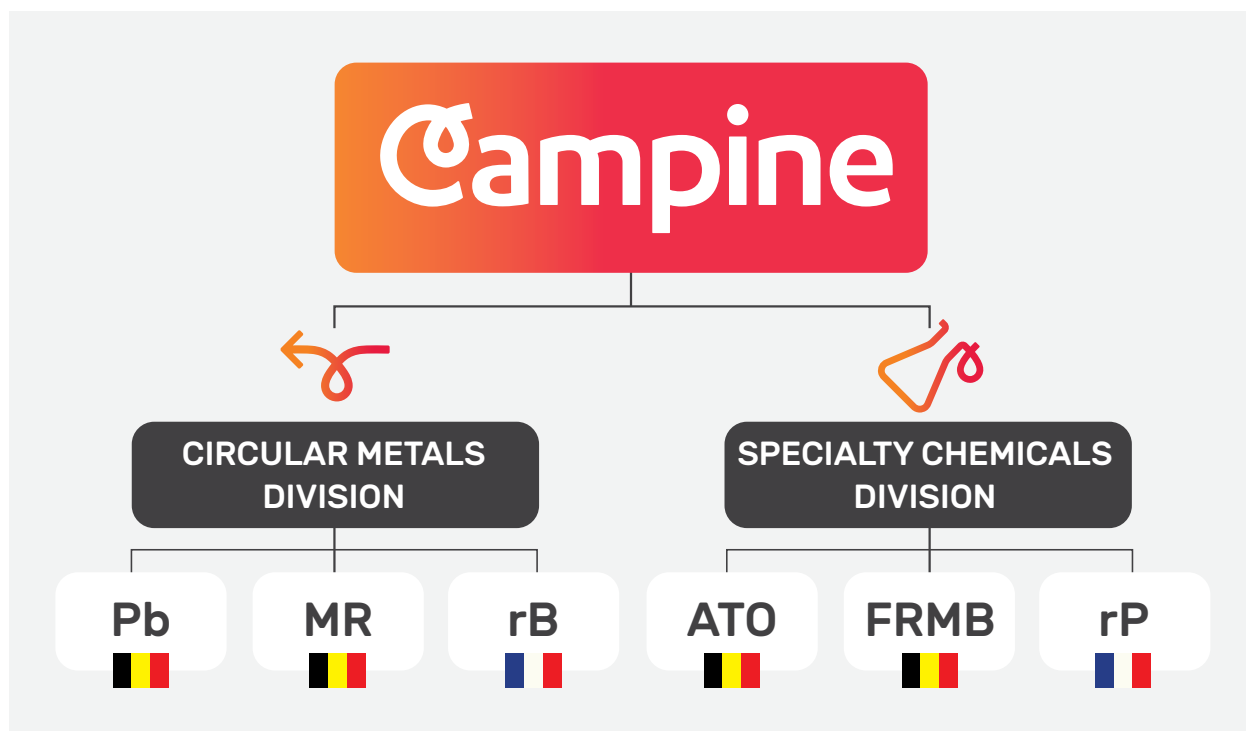 Campine
CIRCULAR METALS
DIVISION
SPECIALTY CHEMICALS
DIVISION
Pb
MR
rB
ATO
FRMB
rP